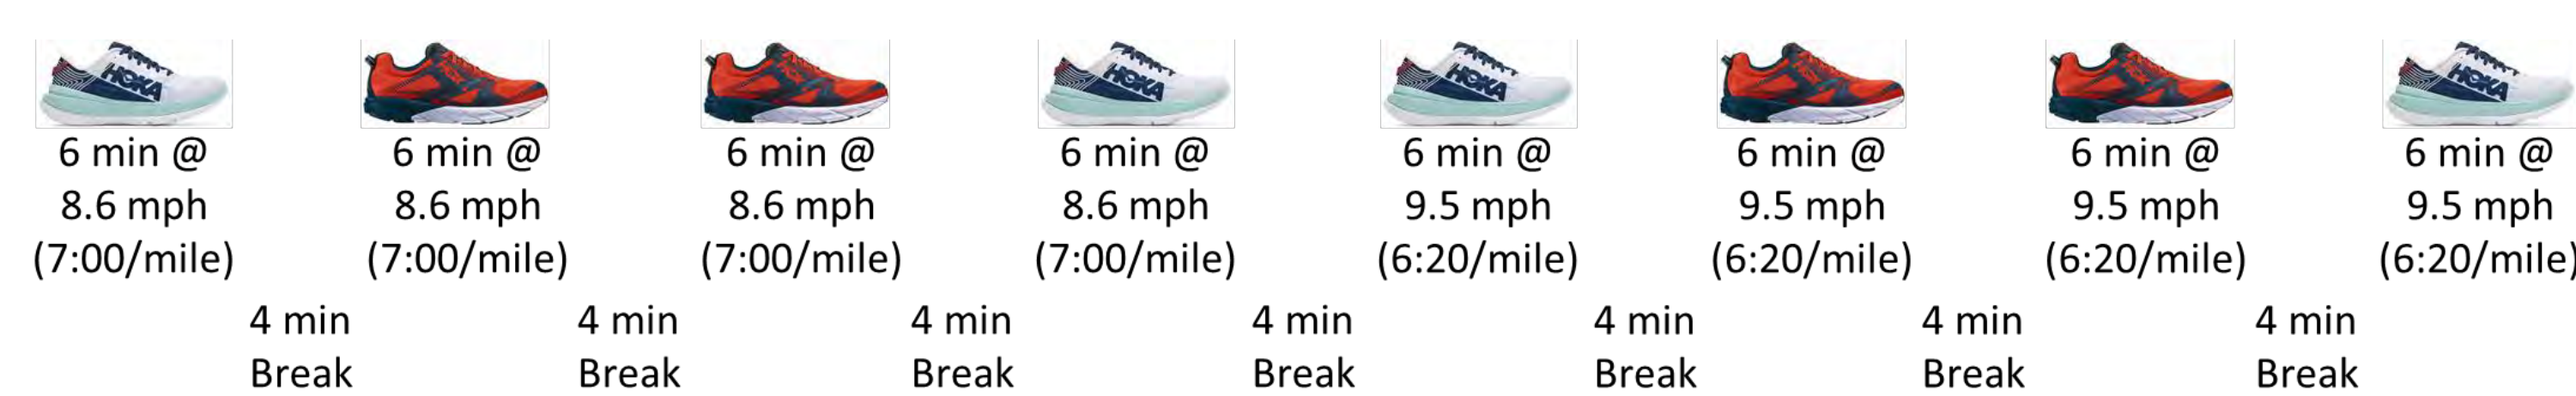 HOKA
HOKA
HOKA
HOKA
6 min @
8.6 mph
(7:00/mile)
6 min @
8.6 mph
(7:00/mile)
6 min @
8.6 mph
(7:00/mile)
6 min @
8.6 mph
(7:00/mile)
6 min @
9.5 mph
(6:20/mile)
6 min @
9.5 mph
(6:20/mile)
6 min @
9.5 mph
(6:20/mile)
6 min @
9.5 mph
(6:20/mile)
4 min
Break
4 min
Break
4 min
Break
4 min
Break
4 min
Break
4 min
Break
4 min
Break